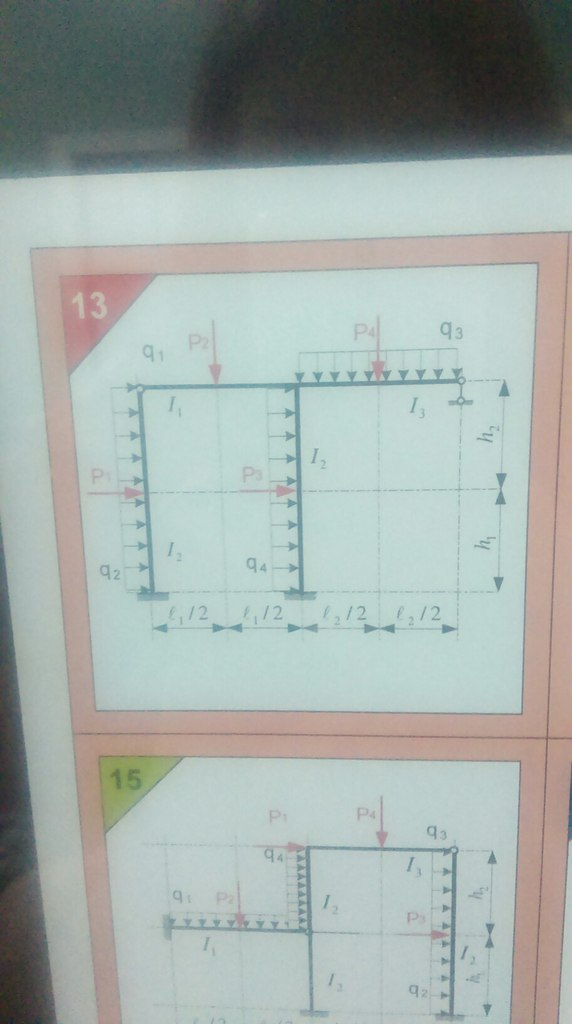 13
q₁
P₂
P₄
q₃
I₁
I₃
I₂
h₂
P₁
P₃
I₂
h₁
q₂
q₄
ℓ₁/2 ℓ₁/2 ℓ₂/2 ℓ₂/2
15
P₁
P₄
q₃
q₄
I₃
q₁
P₂
I₂
h₂
P₃
I₁
I₂
I₂
q₂